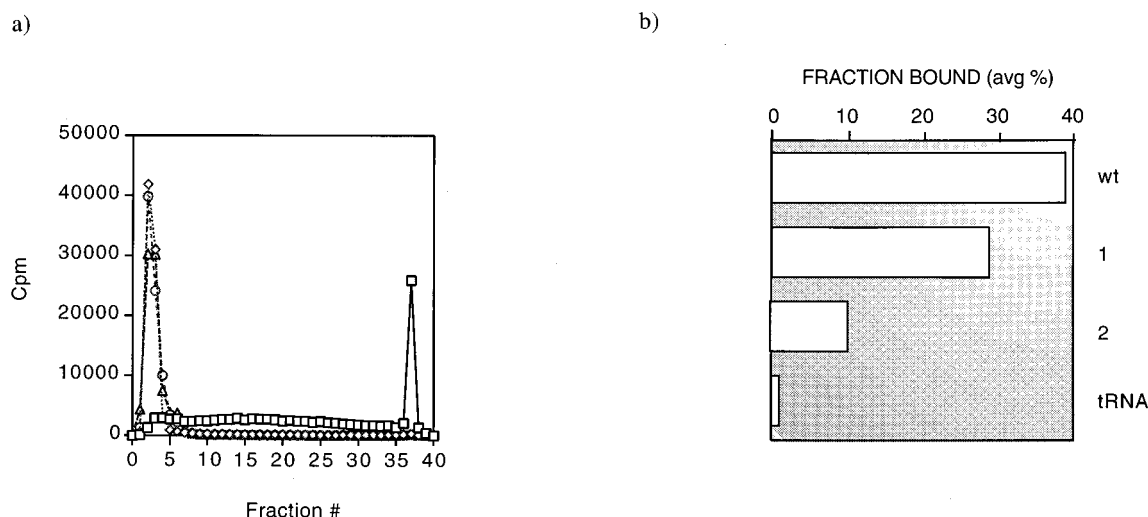 a)
b)
50000
40000
30000
20000
10000
0
Cpm
0 5 10 15 20 25 30 35 40
Fraction #
FRACTION BOUND (avg %)
0 10 20 30 40
wt
1
2
tRNA